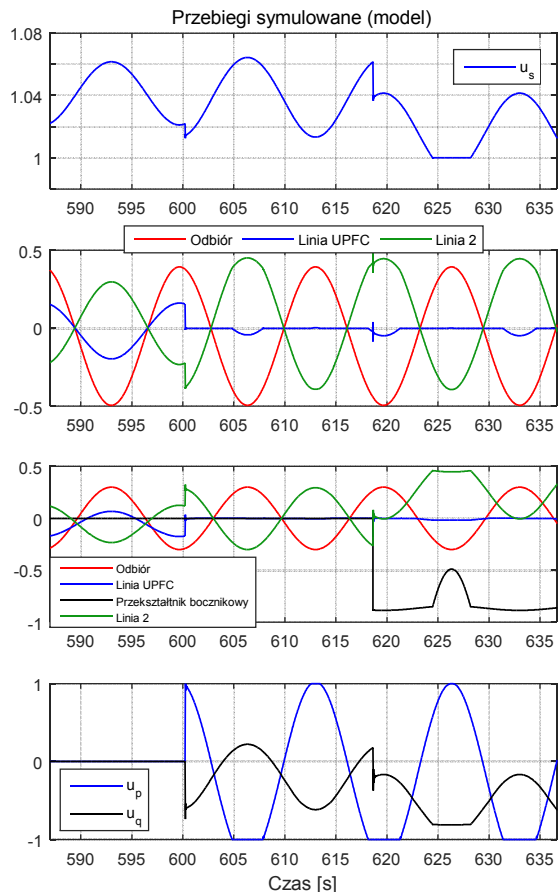 Przebiegi symulowane (model)
1.08
1.04
1
u_s
590 595 600 605 610 615 620 625 630 635
0.5
Odbiór Linia UPFC Linia 2
0
-0.5
590 595 600 605 610 615 620 625 630 635
0.5
0
-0.5
-1
Odbiór
Linia UPFC
Przekształtnik bocznikowy
Linia 2
590 595 600 605 610 615 620 625 630 635
1
0
-1
u_p
u_q
590 595 600 605 610 615 620 625 630 635
Czas [s]